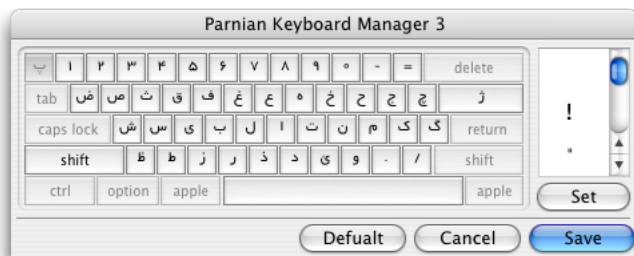 Parnian Keyboard Manager 3
پ ۱ ۲ ۳ ۴ ۵ ۶ ۷ ۸ ۹ ۰ - = delete
tab ض ص ث ق ف غ ع ه خ ح ج چ ژ
caps lock ش س ی ب ل ا ت ن م ک گ return
shift ظ ط ز ر ذ د ئ و . / shift
ctrl option apple apple
!
"
Set
Defualt Cancel Save